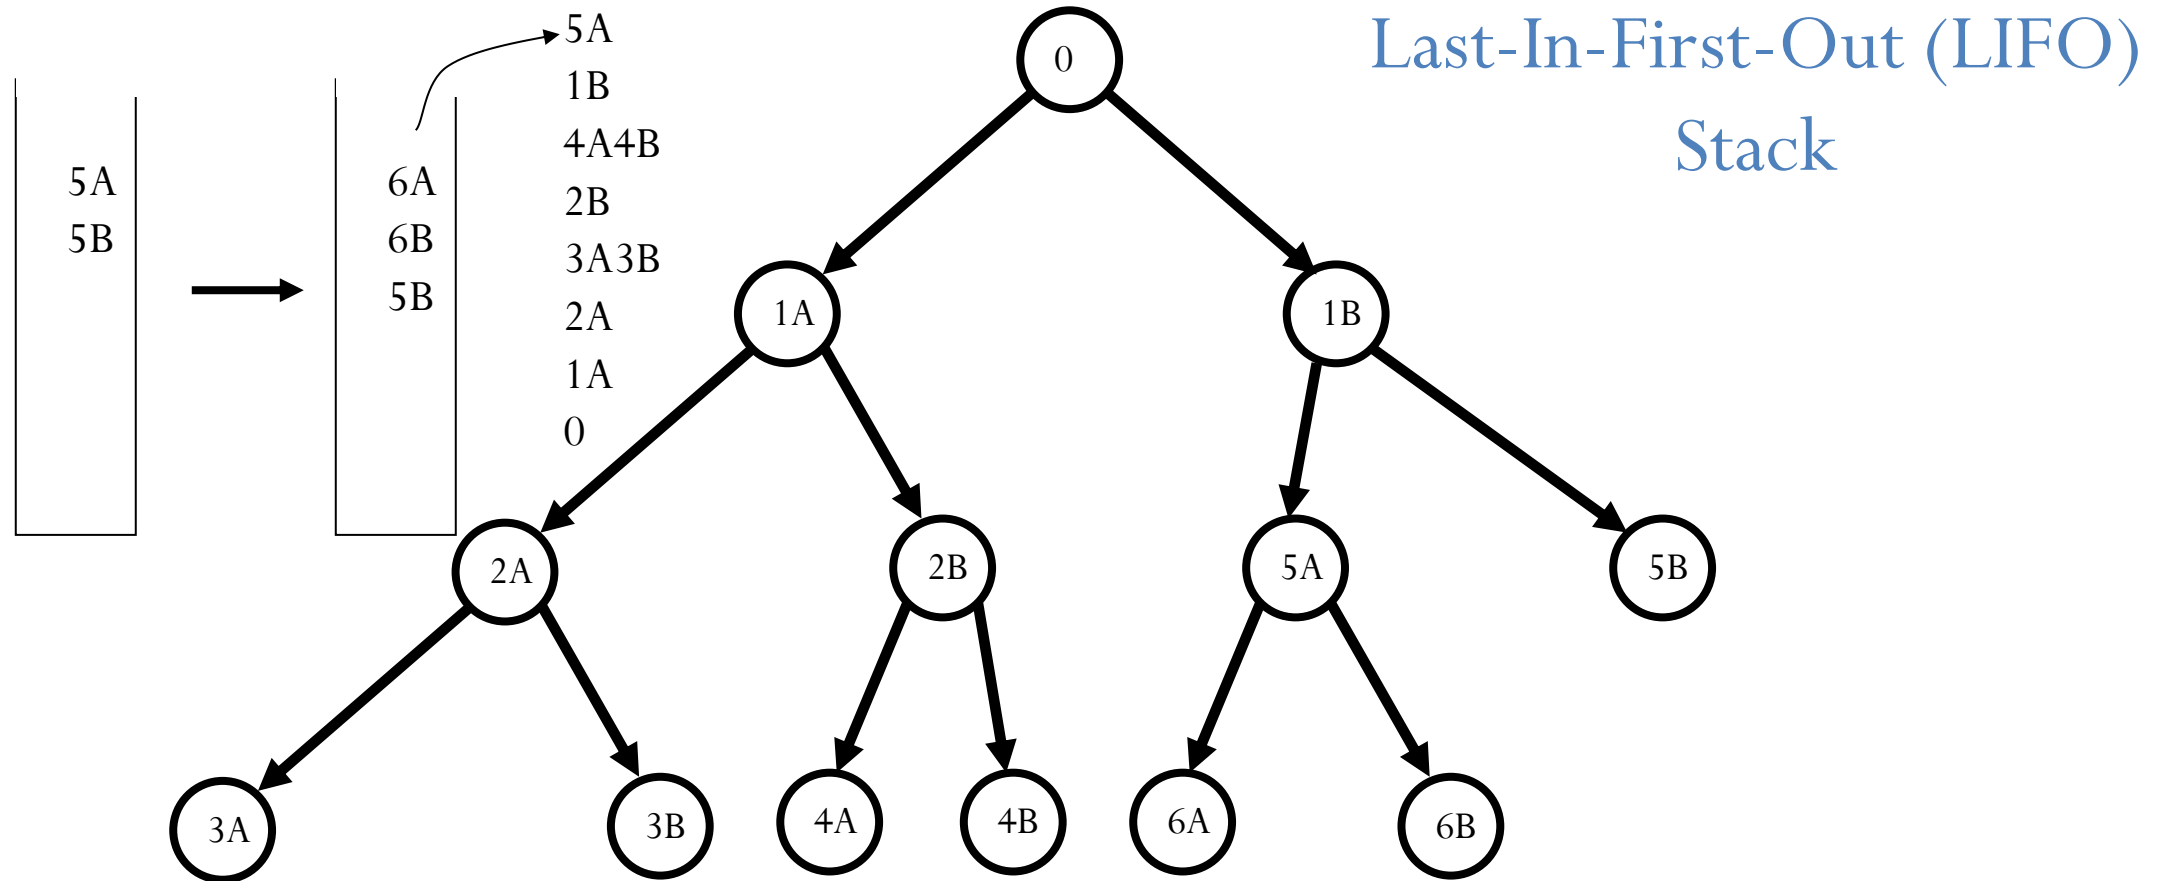 Last-In-First-Out (LIFO)
Stack
5A
5B
6A
6B
5B
5A
1B
4A4B
2B
3A3B
2A
1A
0
0
1A
1B
2A
2B
5A
5B
3A
3B
4A
4B
6A
6B